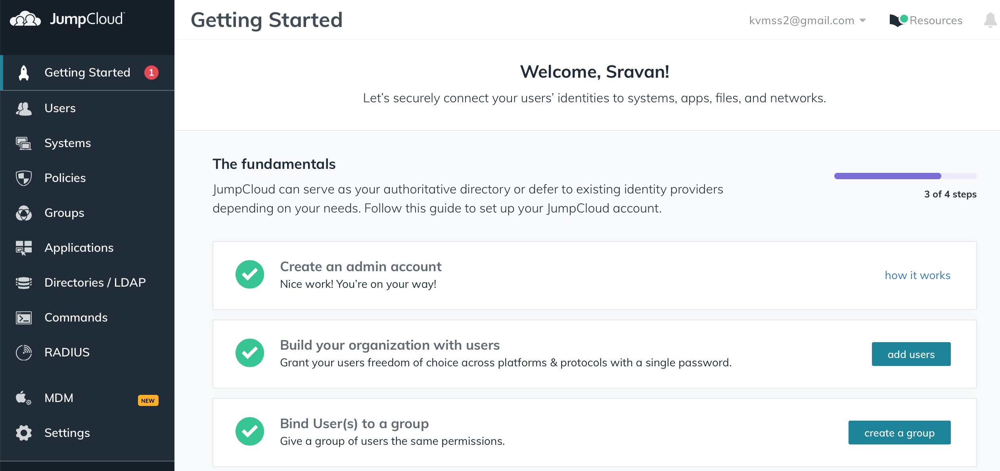 JumpCloud
Getting Started
kvmss2@gmail.com
Resources
Getting Started
1
Users
Systems
Policies
Groups
Applications
Directories / LDAP
Commands
RADIUS
MDM
NEW
Settings
Welcome, Sravan!
Let’s securely connect your users’ identities to systems, apps, files, and networks.
The fundamentals
JumpCloud can serve as your authoritative directory or defer to existing identity providers
depending on your needs. Follow this guide to set up your JumpCloud account.
3 of 4 steps
Create an admin account
Nice work! You’re on your way!
how it works
Build your organization with users
Grant your users freedom of choice across platforms & protocols with a single password.
add users
Bind User(s) to a group
Give a group of users the same permissions.
create a group